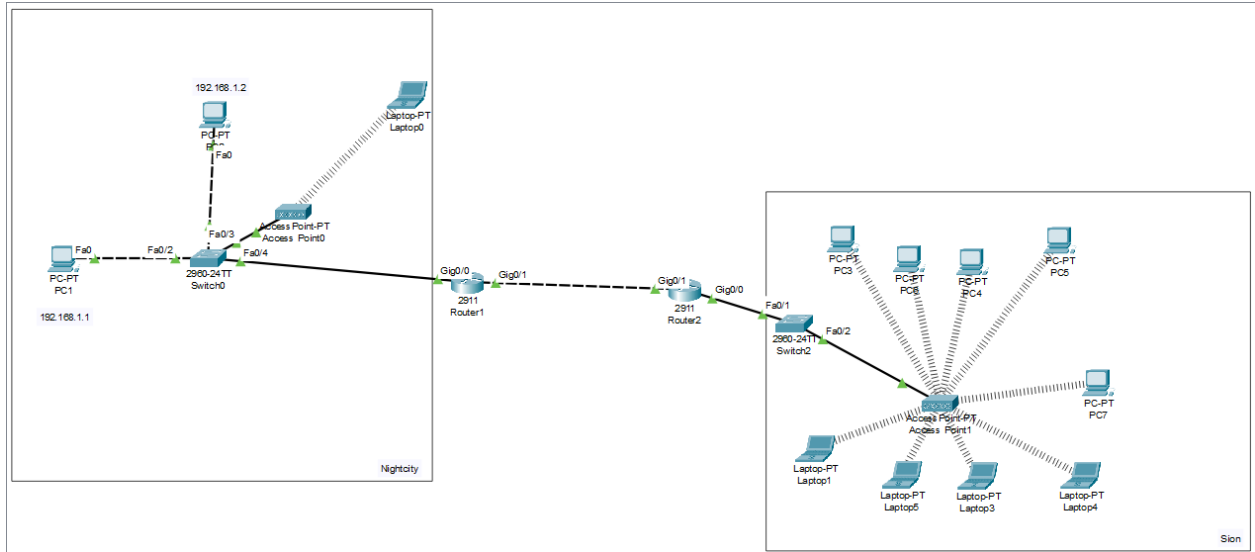 192.168.1.2
PC-PT
Fa0
Laptop-PT
Laptop0
Access Point-PT
Access Point0
Fa0/3
Fa0/4
Fa0
Fa0/2
PC-PT
PC1
2960-24TT
Switch0
192.168.1.1
Nightcity
Gig0/0
Gig0/1
2911
Router1
Gig0/1
Gig0/0
2911
Router2
Fa0/1
Fa0/2
2960-24TT
Switch2
PC-PT
PC3
PC-PT
PC6
PC-PT
PC4
PC-PT
PC5
PC-PT
PC7
Access Point-PT
Access Point1
Laptop-PT
Laptop1
Laptop-PT
Laptop5
Laptop-PT
Laptop3
Laptop-PT
Laptop4
Sion